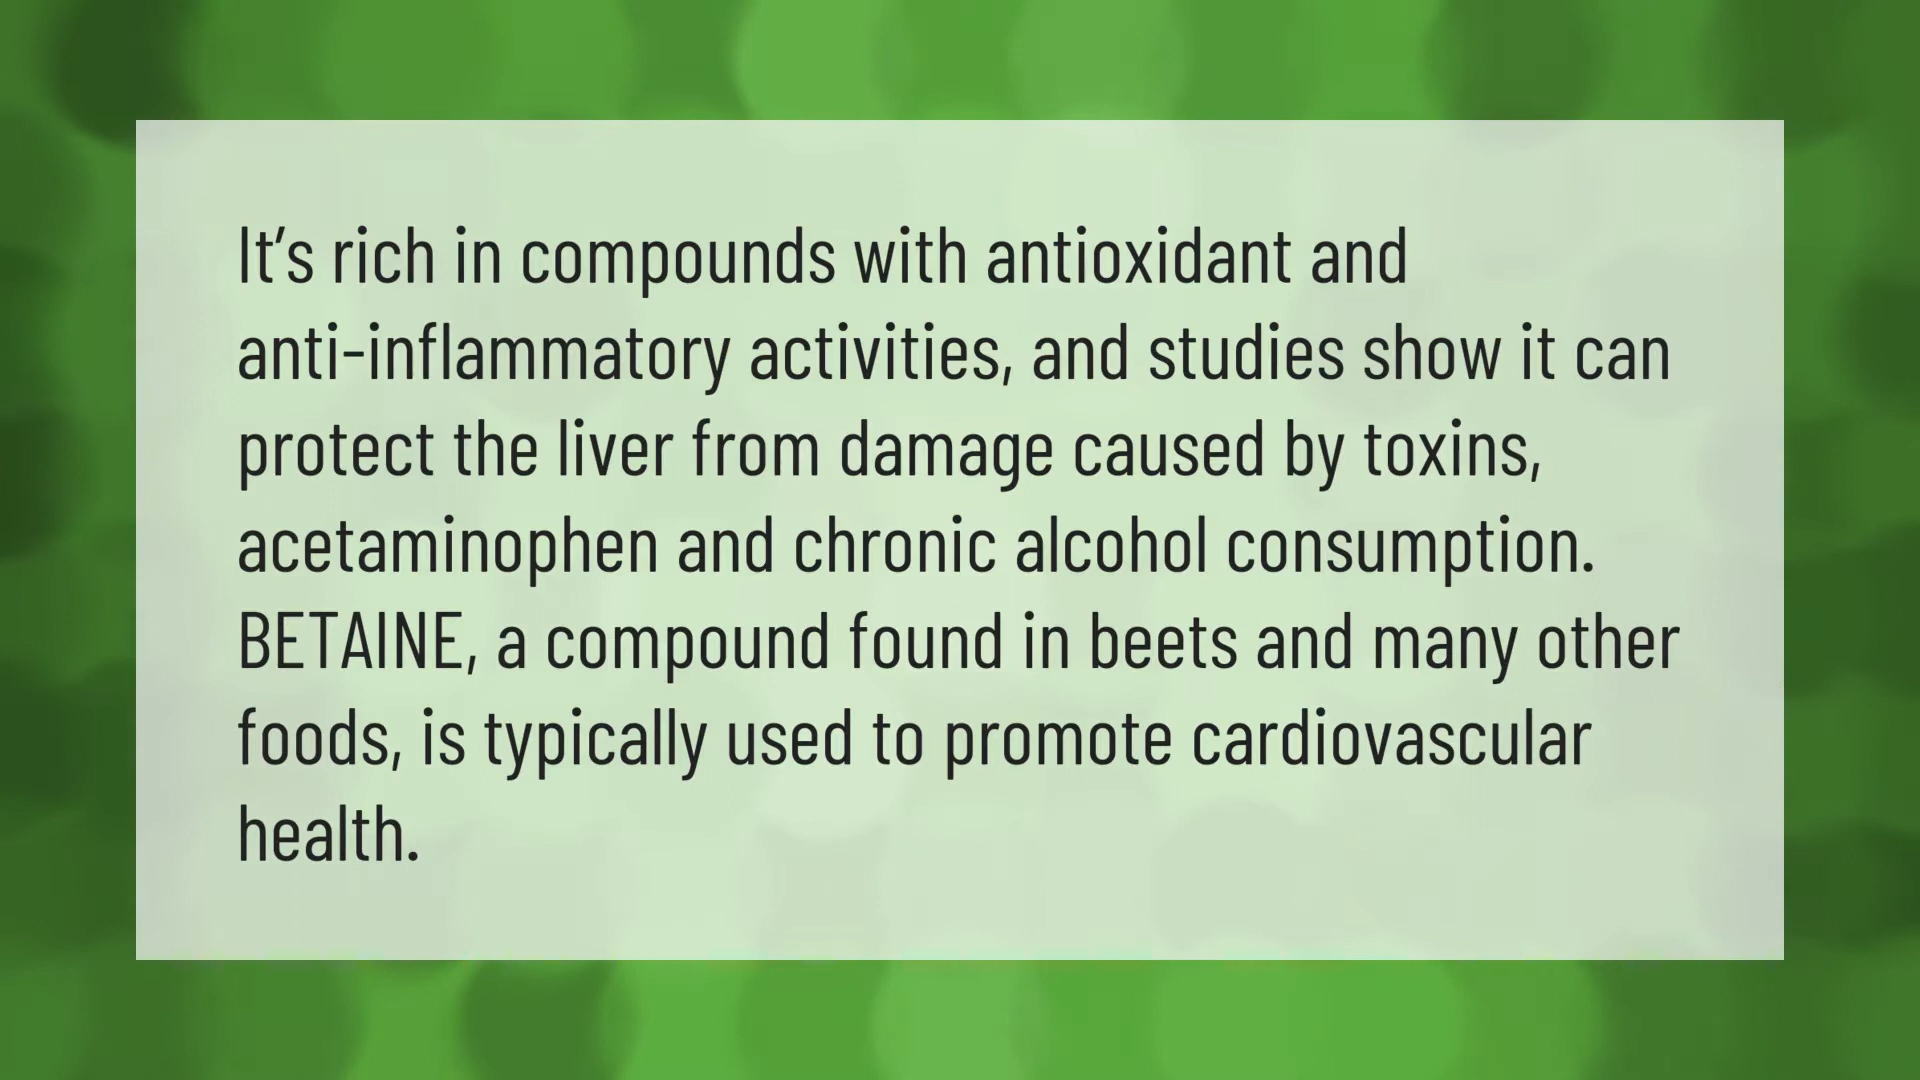 It’s rich in compounds with antioxidant and
anti-inflammatory activities, and studies show it can
protect the liver from damage caused by toxins,
acetaminophen and chronic alcohol consumption.
BETAINE, a compound found in beets and many other
foods, is typically used to promote cardiovascular
health.